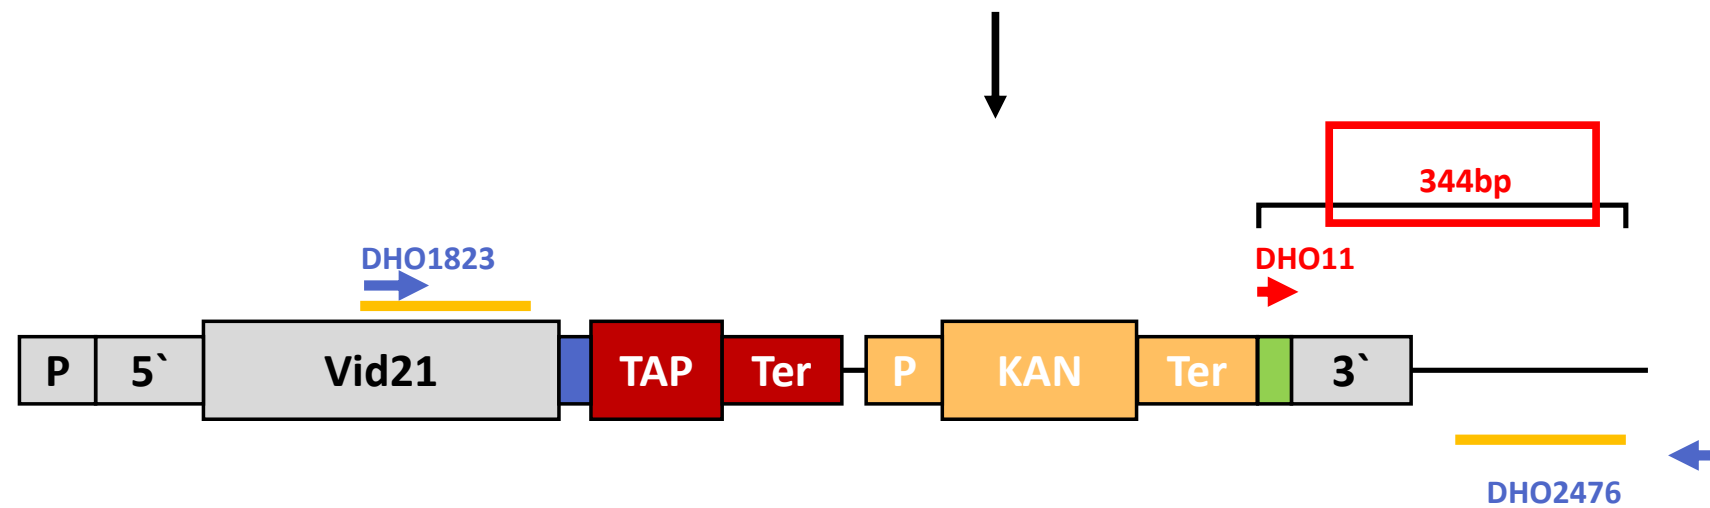 344bp
DHO1823
DHO11
P 5` Vid21 TAP Ter P KAN Ter 3`
DHO2476